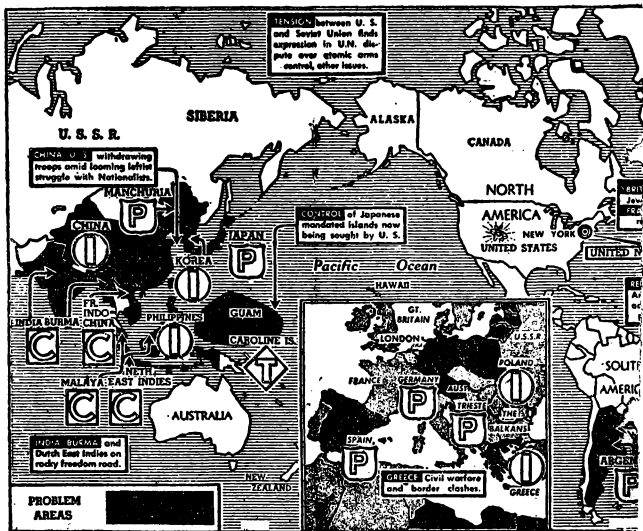 TENSION between U. S.
and Soviet Union finds
expression in U.N. dis-
pute over atomic arms
control, other issues.
SIBERIA
U. S. S. R.
ALASKA
CANADA
CHINA U. S. withdrawing
troops amid looming leftist
struggle with Nationalists.
MANCHURIA
P
CHINA
I
KOREA
I
JAPAN
P
CONTROL of Japanese
mandated islands now
being sought by U. S.
NORTH
AMERICA
UNITED STATES
NEW YORK
UNITED N
Pacific Ocean
HAWAII
FR.
INDO-
CHINA
C
INDIA
BURMA
C
PHILIPPINES
I
GUAM
CAROLINE IS.
T
NETH.
EAST INDIES
C
MALAYA
C
AUSTRALIA
INDIA BURMA and
Dutch East Indies on
rocky freedom road.
NEW
ZEALAND
GT.
BRITAIN
LONDON
U.S.S.R.
POLAND
I
FRANCE
GERMANY
P
AUST.
TRIESTE
P
THE
BALKANS
SPAIN
P
GREECE
I
GREECE Civil warfare
and border clashes.
SOUT
AMERIC
ARGEN
P
PROBLEM
AREAS